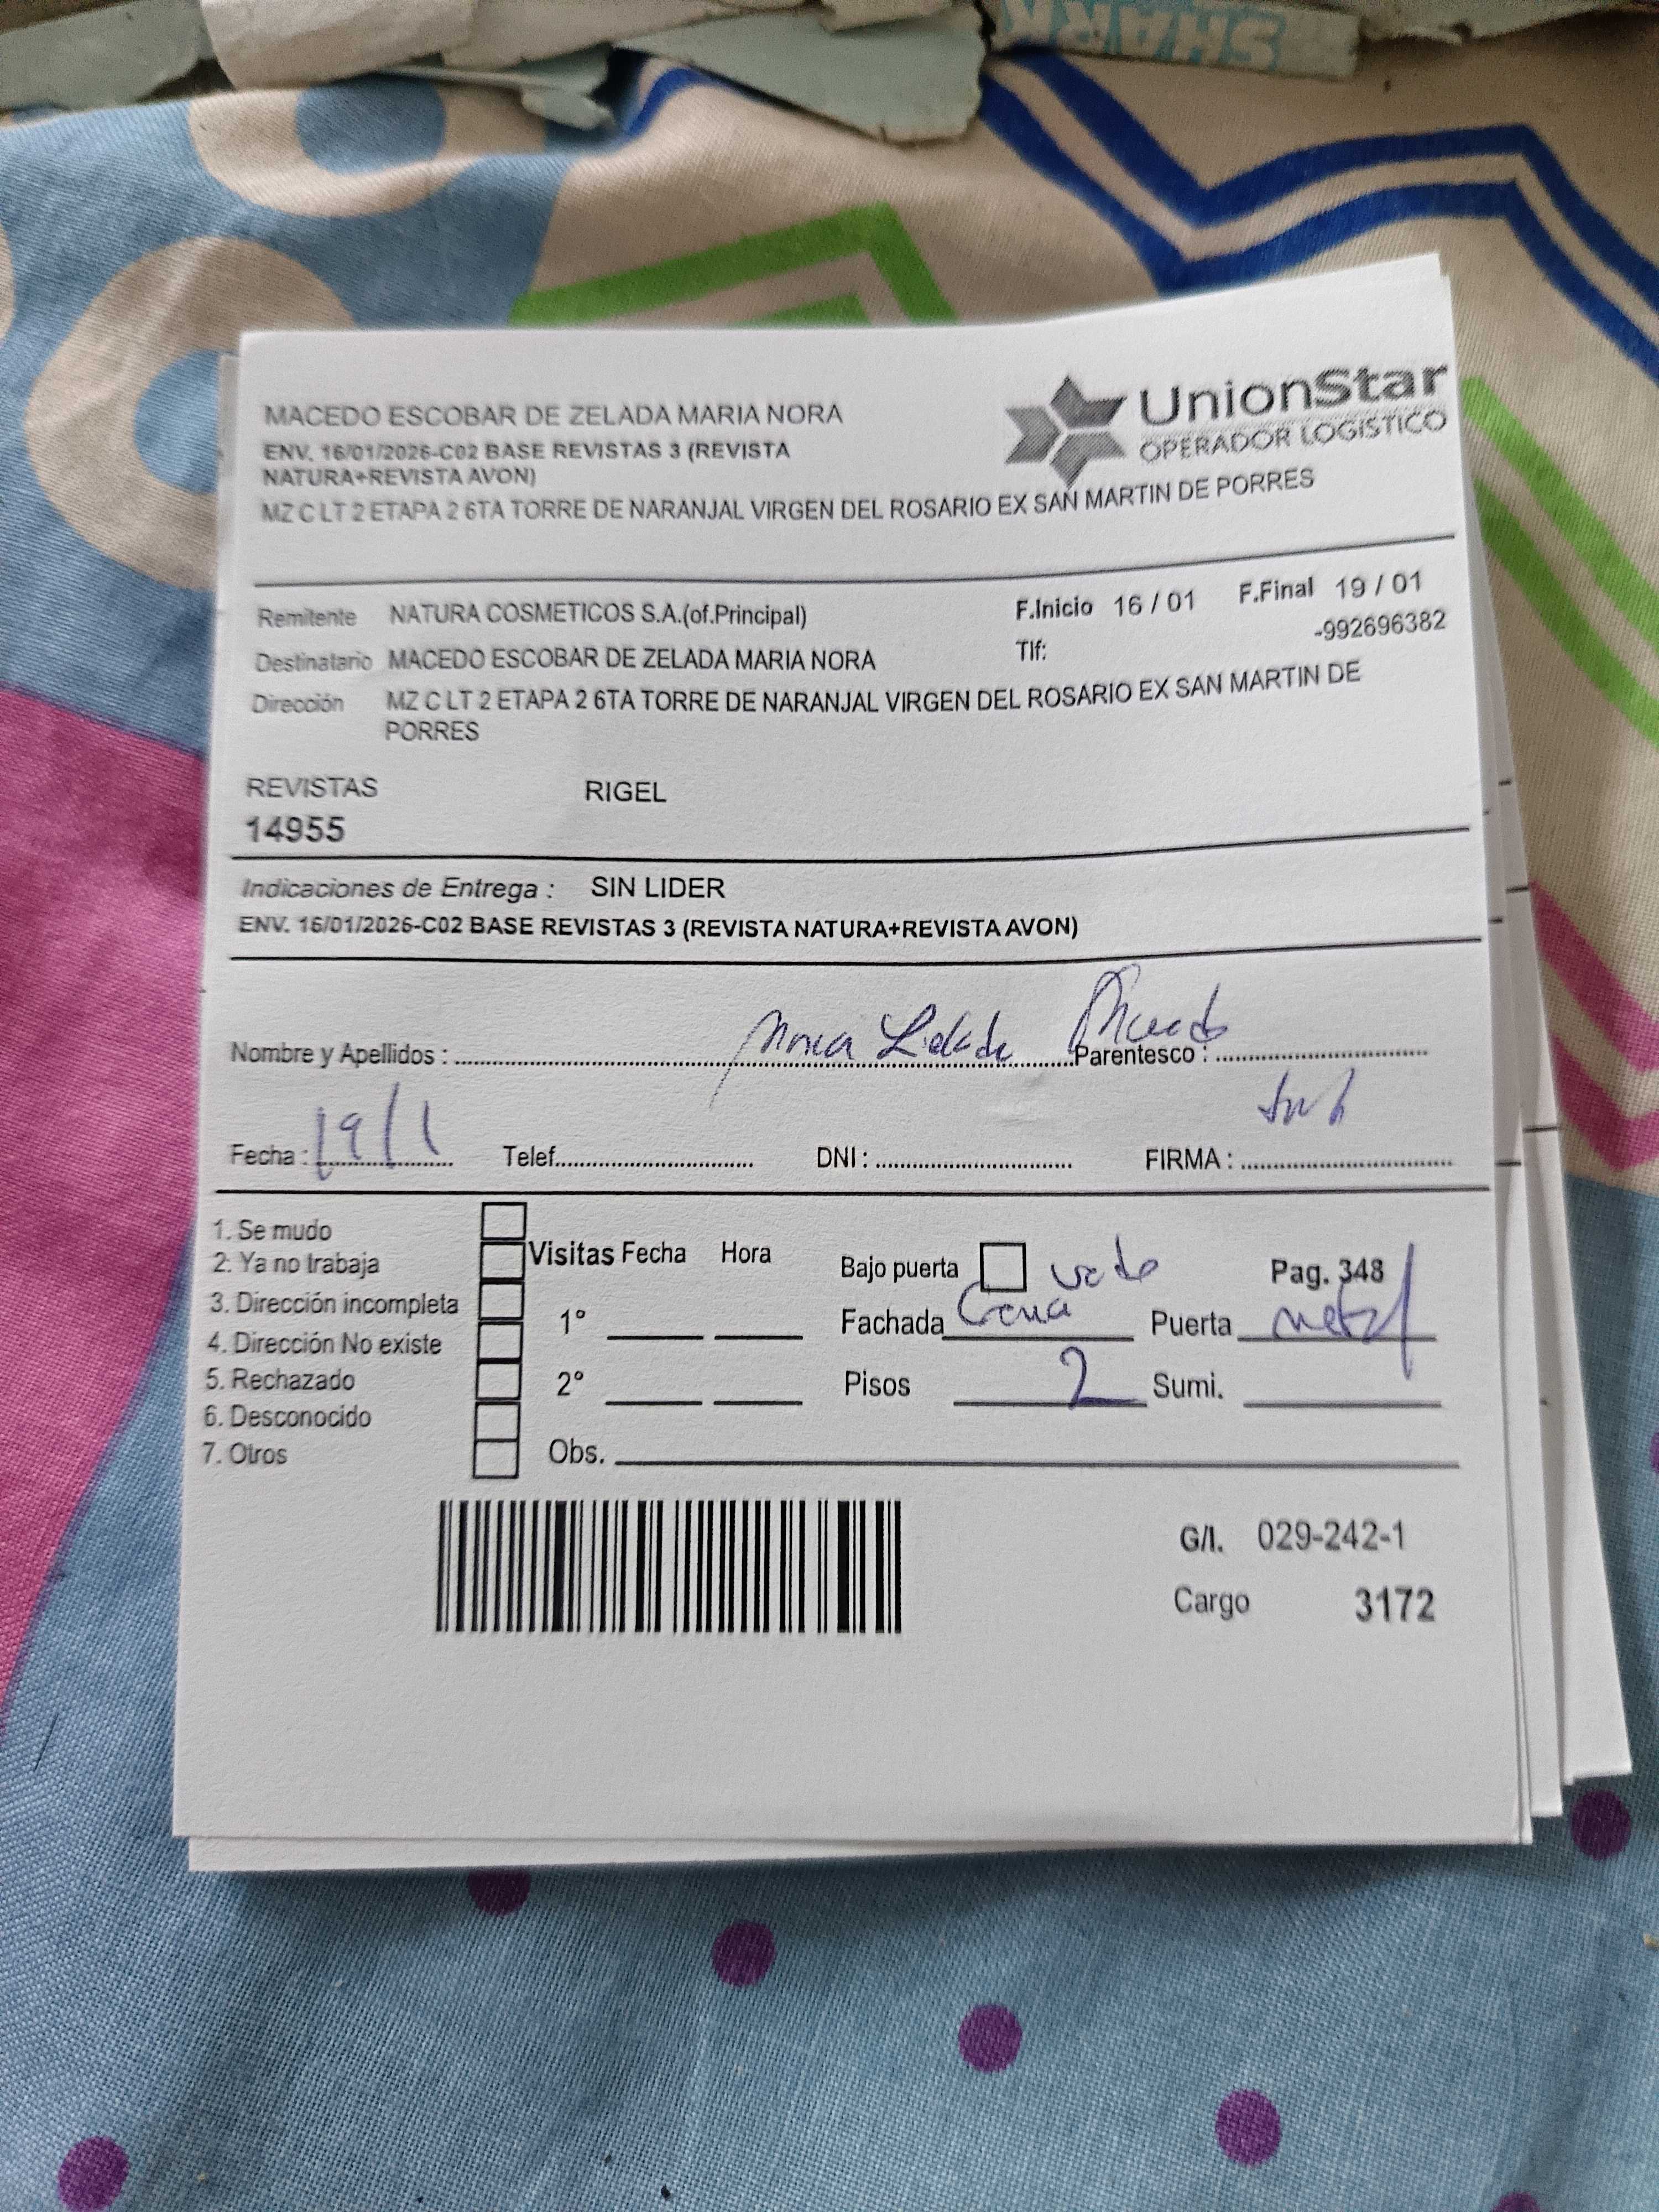 SHARK
MACEDO ESCOBAR DE ZELADA MARIA NORA
UnionStar
OPERADOR LOGISTICO
ENV. 16/01/2026-C02 BASE REVISTAS 3 (REVISTA
NATURA+REVISTA AVON)
MZ C LT 2 ETAPA 2 6TA TORRE DE NARANJAL VIRGEN DEL ROSARIO EX SAN MARTIN DE PORRES
Remitente NATURA COSMETICOS S.A.(of.Principal) F.Inicio 16 / 01 F.Final 19 / 01
Destinatario MACEDO ESCOBAR DE ZELADA MARIA NORA Tlf: -992696382
Dirección MZ C LT 2 ETAPA 2 6TA TORRE DE NARANJAL VIRGEN DEL ROSARIO EX SAN MARTIN DE
PORRES
REVISTAS RIGEL
14955
Indicaciones de Entrega : SIN LIDER
ENV. 16/01/2026-C02 BASE REVISTAS 3 (REVISTA NATURA+REVISTA AVON)
Nombre y Apellidos : Parentesco :
Fecha : 19/1 Telef. DNI : FIRMA :
1. Se mudo
2. Ya no trabaja
3. Dirección incompleta
4. Dirección No existe
5. Rechazado
6. Desconocido
7. Otros
Visitas Fecha Hora
1°
2°
Obs.
Bajo puerta Pag. 348
Fachada Crema Puerta metal
Pisos 2 Sumi.
G/I. 029-242-1
Cargo 3172